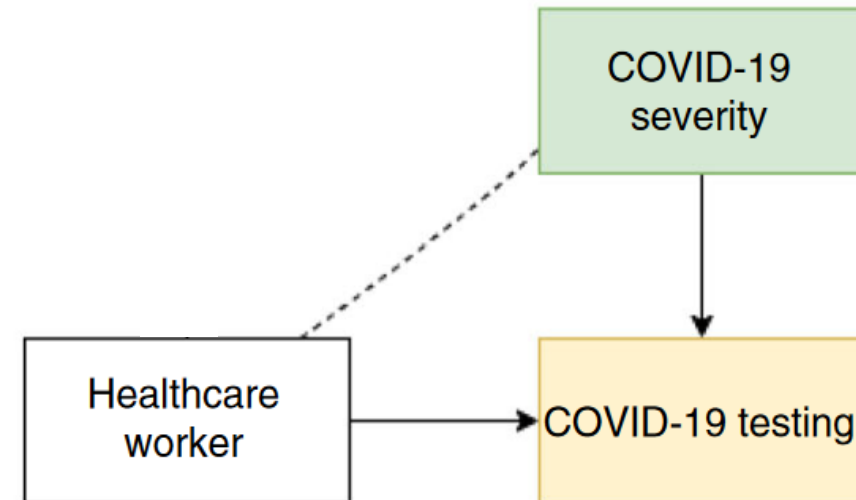 COVID-19
severity
Healthcare
worker
COVID-19 testing